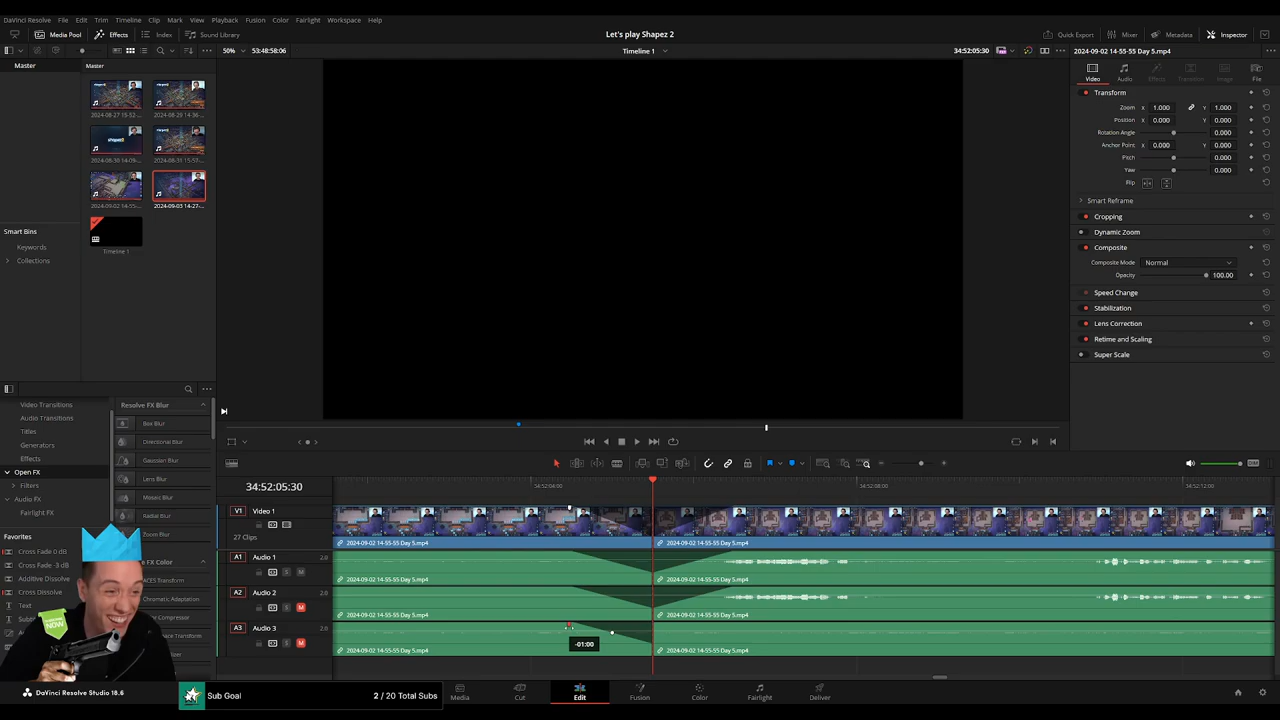 DaVinci Resolve File Edit Trim Timeline Clip Mark View Playback Fusion Color Fairlight Workspace Help
Media Pool Effects Index Sound Library Let's play Shapez 2 Quick Export Mixer Metadata Inspector
50% 53:48:58:06 Timeline 1 34:52:05:30 2024-09-02 14-55-55 Day 5.mp4
Master Master
2024-08-27 15-52-... 2024-08-29 14-36-...
2024-08-30 14-09-... 2024-08-31 15-57-...
2024-09-02 14-55-... 2024-09-03 14-27-...
Timeline 1
Smart Bins
Keywords
Collections
Video Audio Effects Transition Image File
Transform
Zoom X 1.000 Y 1.000
Position X 0.000 Y 0.000
Rotation Angle 0.000
Anchor Point X 0.000 Y 0.000
Pitch 0.000
Yaw 0.000
Flip
Smart Reframe
Cropping
Dynamic Zoom
Composite
Composite Mode Normal
Opacity 100.00
Speed Change
Stabilization
Lens Correction
Retime and Scaling
Super Scale
Video Transitions
Audio Transitions
Titles
Generators
Effects
Open FX
Filters
Audio FX
Fairlight FX
Favorites
Cross Fade 0 dB
Cross Fade -3 dB
Additive Dissolve
Cross Dissolve
Text
Resolve FX Blur
Box Blur
Directional Blur
Gaussian Blur
Lens Blur
Mosaic Blur
Radial Blur
Zoom Blur
FX Color
ACES Transform
Chromatic Adaptation
DIM
34:52:05:30 34:52:04:00 34:52:08:00 34:52:12:00
V1 Video 1
27 Clips
2024-09-02 14-55-55 Day 5.mp4 2024-09-02 14-55-55 Day 5.mp4
A1 Audio 1 2.0
S M
2024-09-02 14-55-55 Day 5.mp4 2024-09-02 14-55-55 Day 5.mp4
A2 Audio 2 2.0
S M
2024-09-02 14-55-55 Day 5.mp4 2024-09-02 14-55-55 Day 5.mp4
A3 Audio 3 2.0
S M
-01:00
2024-09-02 14-55-55 Day 5.mp4 2024-09-02 14-55-55 Day 5.mp4
SUBSCRIBE NOW
DaVinci Resolve Studio 18.6
Sub Goal 2 / 20 Total Subs
Media Cut Edit Fusion Color Fairlight Deliver